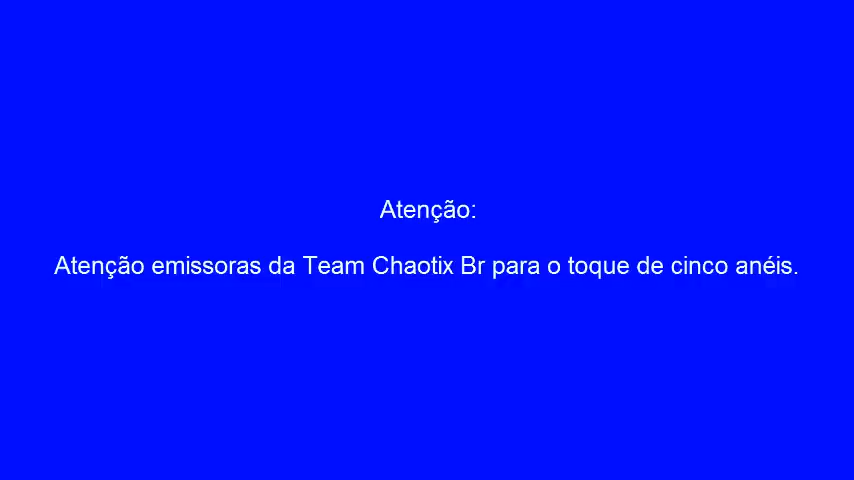 Atenção:
Atenção emissoras da Team Chaotix Br para o toque de cinco anéis.